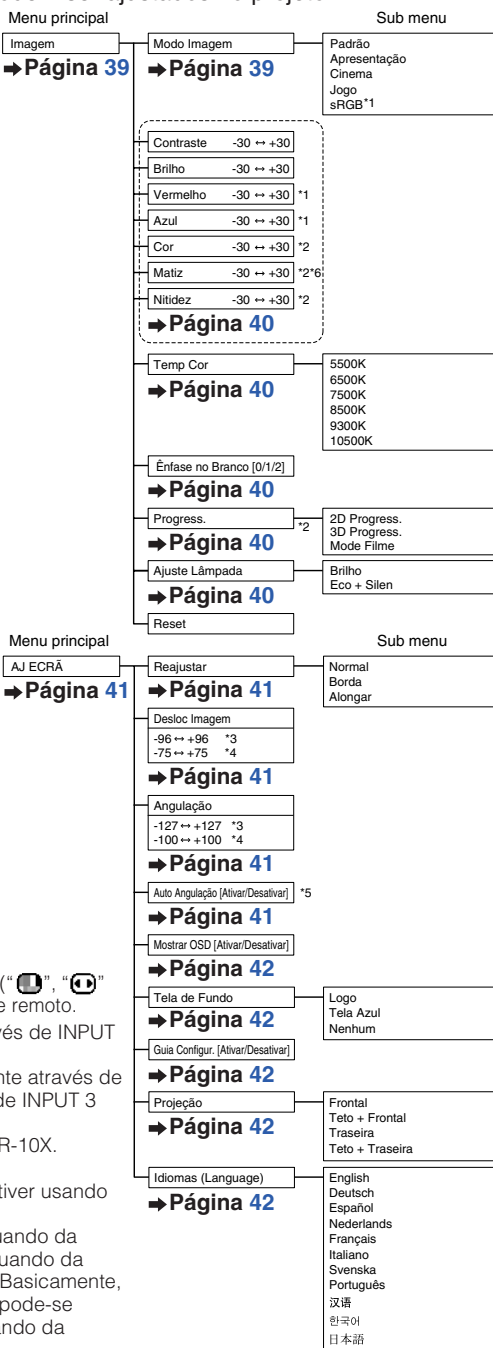 Menu principal
Sub menu
Imagem
➡Página 39
Modo Imagem
➡Página 39
Padrão
Apresentação
Cinema
Jogo
sRGB*1
Contraste -30 ↔ +30
Brilho -30 ↔ +30
Vermelho -30 ↔ +30 *1
Azul -30 ↔ +30 *1
Cor -30 ↔ +30 *2
Matiz -30 ↔ +30 *2*6
Nitidez -30 ↔ +30 *2
➡Página 40
Temp Cor
➡Página 40
5500K
6500K
7500K
8500K
9300K
10500K
Ênfase no Branco [0/1/2]
➡Página 40
Progress. *2
➡Página 40
2D Progress.
3D Progress.
Mode Filme
Ajuste Lâmpada
➡Página 40
Brilho
Eco + Silen
Reset
Menu principal
Sub menu
AJ ECRÃ
➡Página 41
Reajustar
➡Página 41
Normal
Borda
Alongar
Desloc Imagem
-96 ↔ +96 *3
-75 ↔ +75 *4
➡Página 41
Angulação
-127 ↔ +127 *3
-100 ↔ +100 *4
➡Página 41
Auto Angulação [Ativar/Desativar] *5
➡Página 41
Mostrar OSD [Ativar/Desativar]
➡Página 42
Tela de Fundo
➡Página 42
Logo
Tela Azul
Nenhum
Guia Configur. [Ativar/Desativar]
➡Página 42
Projeção
➡Página 42
Frontal
Teto + Frontal
Traseira
Teto + Traseira
Idiomas (Language)
➡Página 42
English
Deutsch
Español
Nederlands
Français
Italiano
Svenska
Português
汉语
한국어
日本語
(“ ”, “ ”
e remoto.
vés de INPUT
nte através de
de INPUT 3
R-10X.
tiver usando
uando da
uando da
Basicamente,
pode-se
ando da